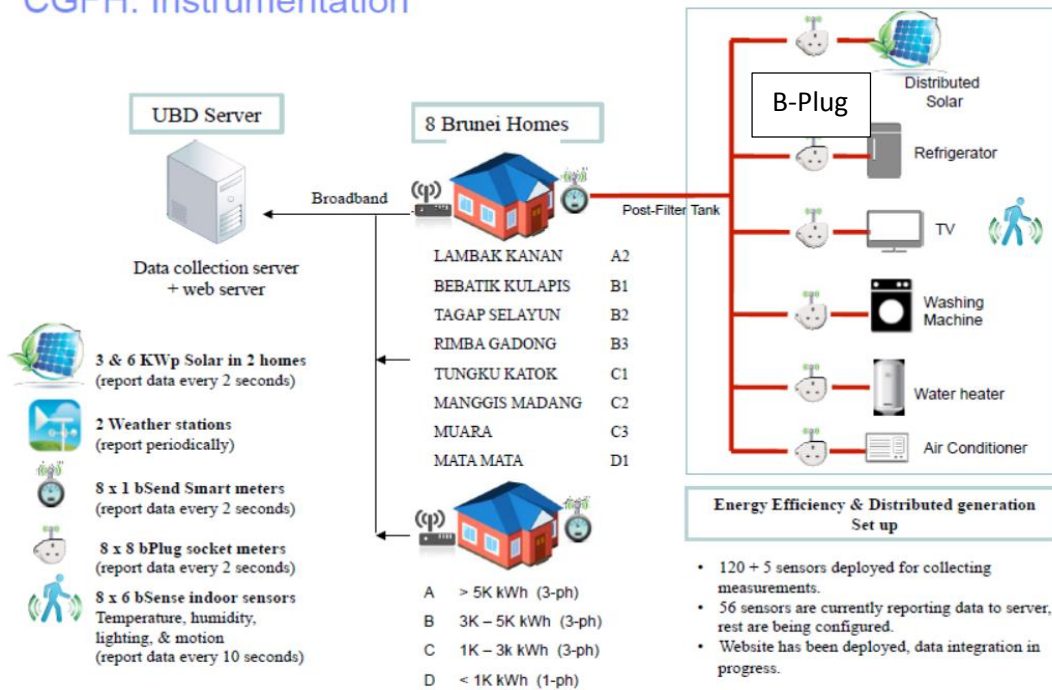 CGFH: Instrumentation
UBD Server
Broadband
Data collection server
+ web server
3 & 6 KWp Solar in 2 homes
(report data every 2 seconds)
2 Weather stations
(report periodically)
8 x 1 bSend Smart meters
(report data every 2 seconds)
8 x 8 bPlug socket meters
(report data every 2 seconds)
8 x 6 bSense indoor sensors
Temperature, humidity,
lighting, & motion
(report data every 10 seconds)
8 Brunei Homes
Post-Filter Tank
LAMBAK KANAN A2
BEBATIK KULAPIS B1
TAGAP SELAYUN B2
RIMBA GADONG B3
TUNGKU KATOK C1
MANGGIS MADANG C2
MUARA C3
MATA MATA D1
A > 5K kWh (3-ph)
B 3K – 5K kWh (3-ph)
C 1K – 3k kWh (3-ph)
D < 1K kWh (1-ph)
B-Plug
Distributed
Solar
Refrigerator
TV
Washing
Machine
Water heater
Air Conditioner
Energy Efficiency & Distributed generation
Set up
• 120 + 5 sensors deployed for collecting
measurements.
• 56 sensors are currently reporting data to server,
rest are being configured.
• Website has been deployed, data integration in
progress.